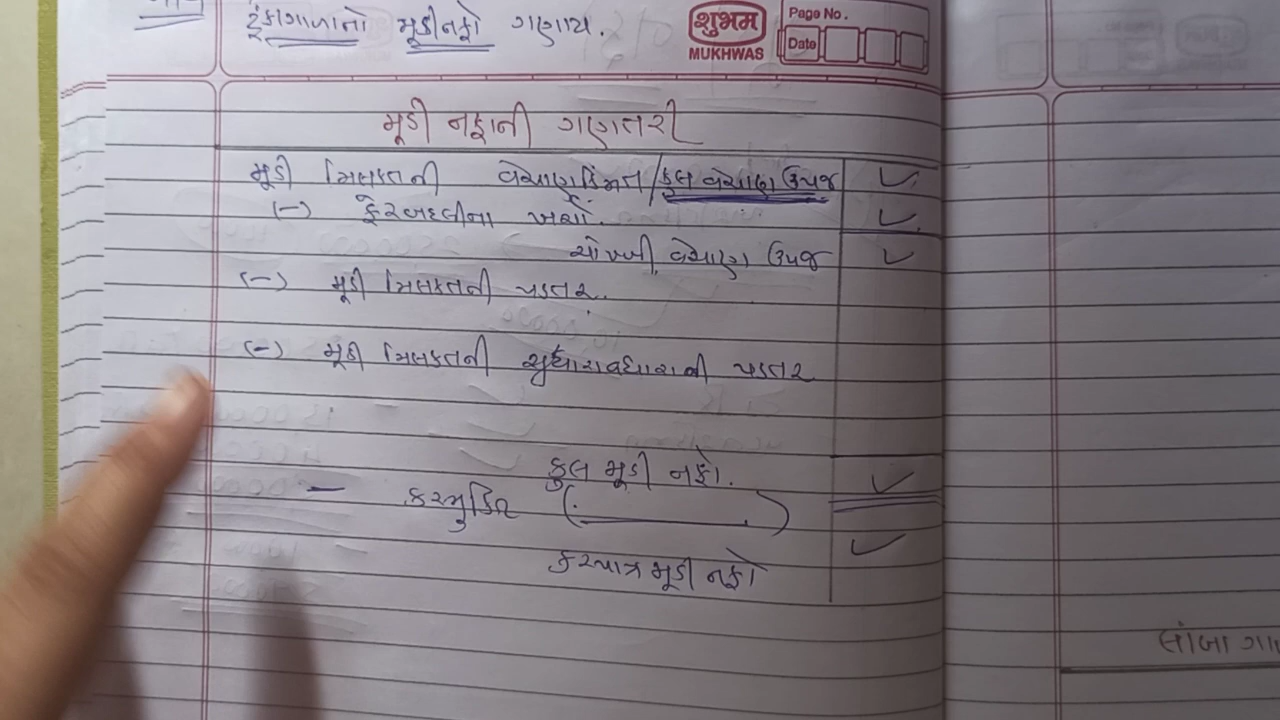 ટૂંકાગાળાનો મૂડીનફો ગણાય.
શુભમ
MUKHWAS
Page No.
Date
મૂડી નફાની ગણતરી
મૂડી મિલકતની વેચાણકિંમત/કુલ વેચાણ ઉપજ
(-) ફેરબદલીના ખર્ચા.
ચોખ્ખી વેચાણ ઉપજ
(-) મૂડી મિલકતની પડતર.
(-) મૂડી મિલકતની સુધારાવધારાની પડતર
કુલ મૂડી નફો.
- કરમુક્તિ (. . )
કરપાત્ર મૂડી નફો
લાંબા